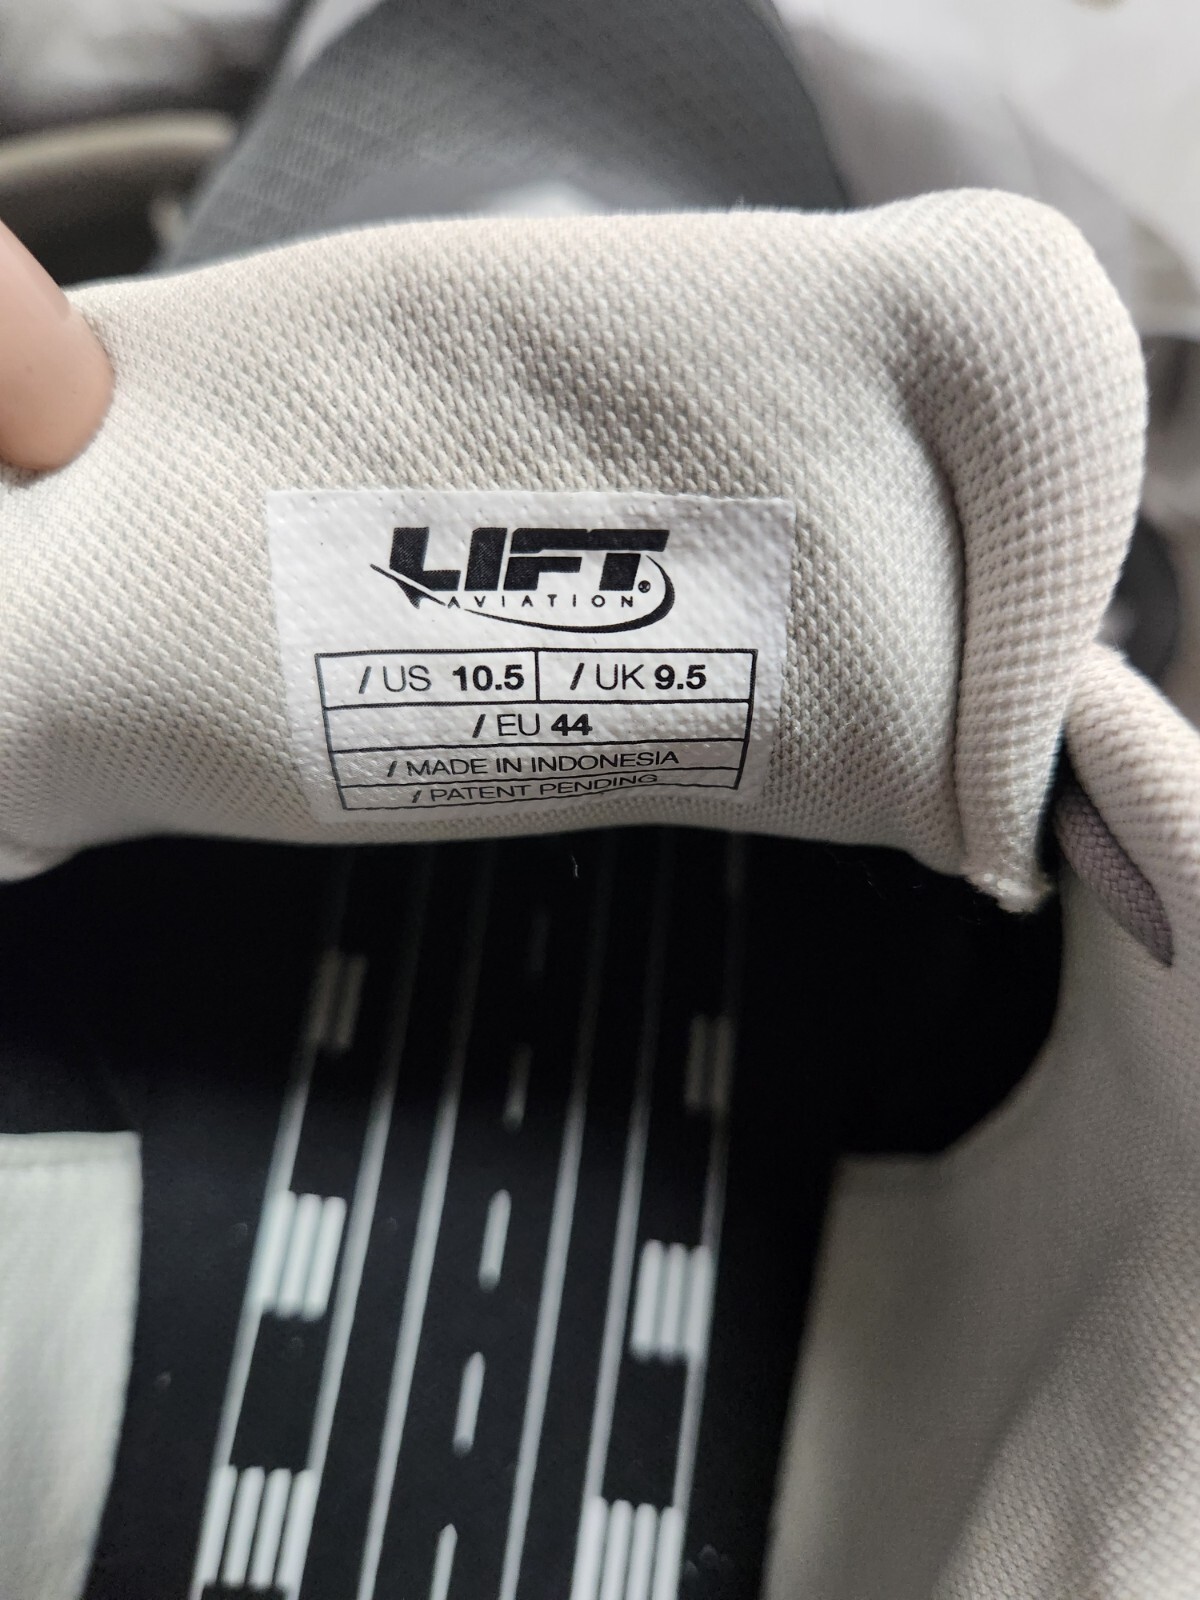 LIFT®
AVIATION
/ US 10.5 / UK 9.5
/ EU 44
/ MADE IN INDONESIA
/ PATENT PENDING